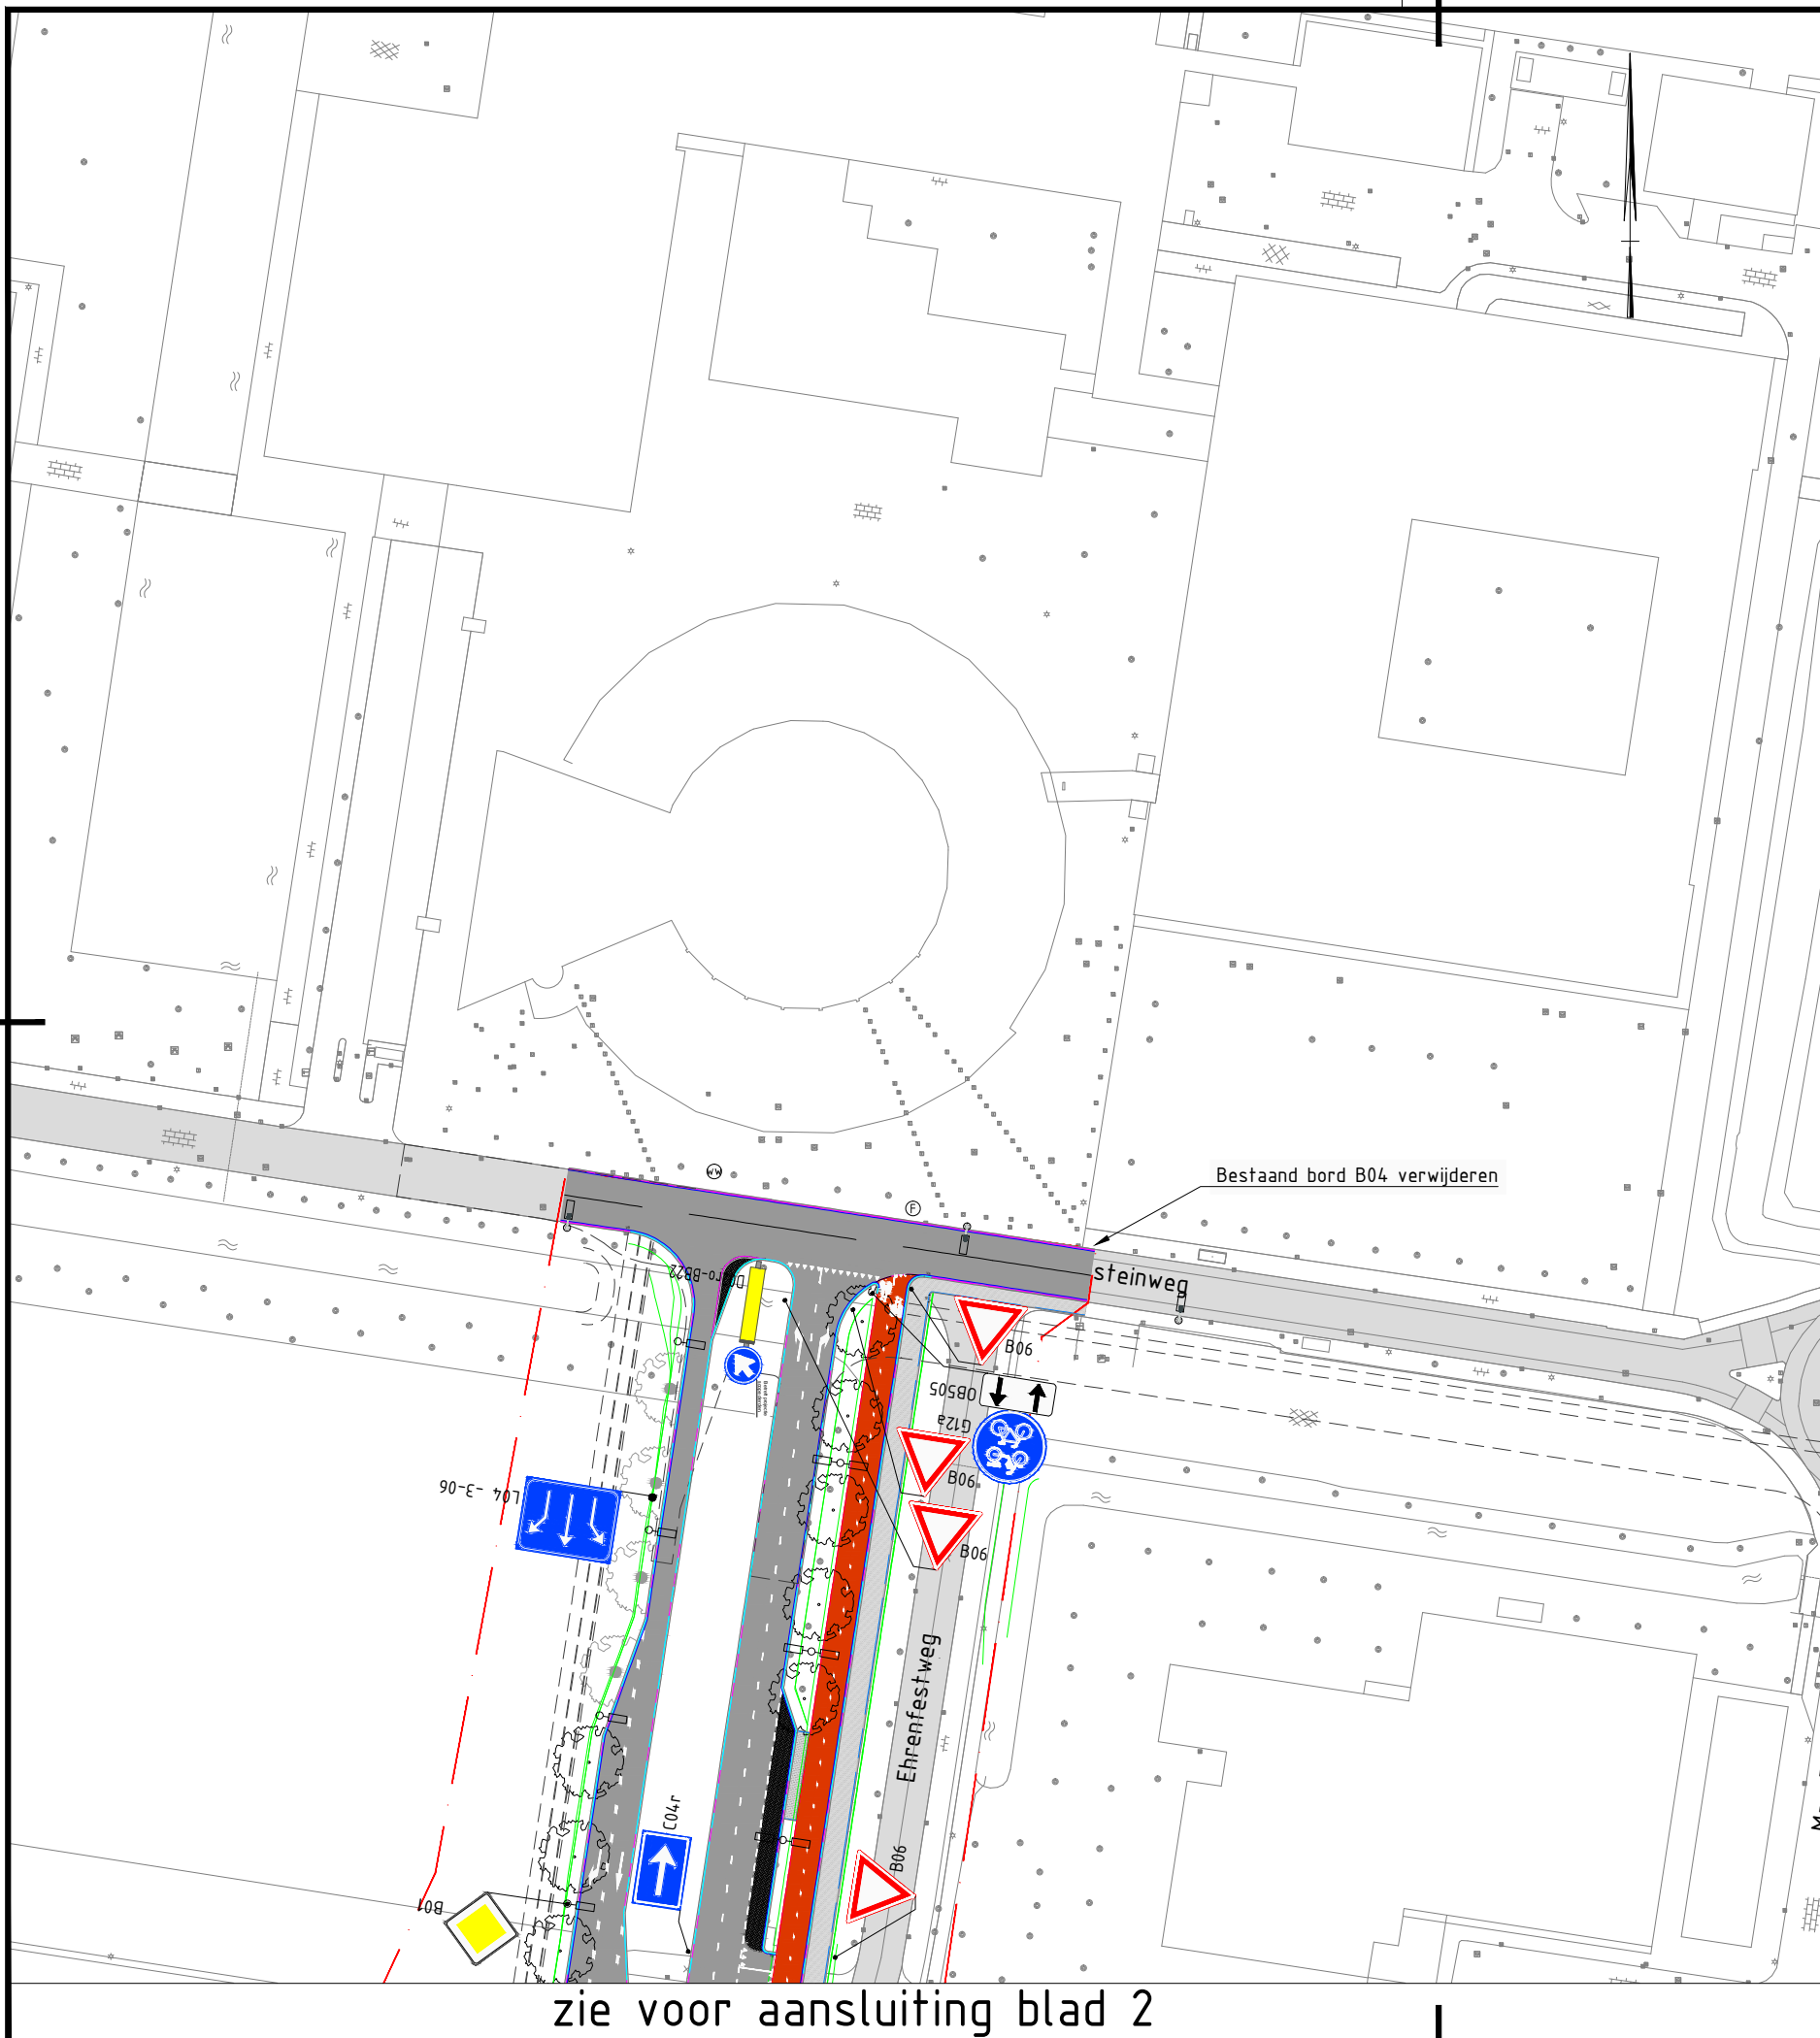 WW
F
Bestaand bord B04 verwijderen
steinweg
B06
OB505
G12a
B06
B06
L04 -3-06
Ehrenfestweg
C04r
B06
B01
zie voor aansluiting blad 2